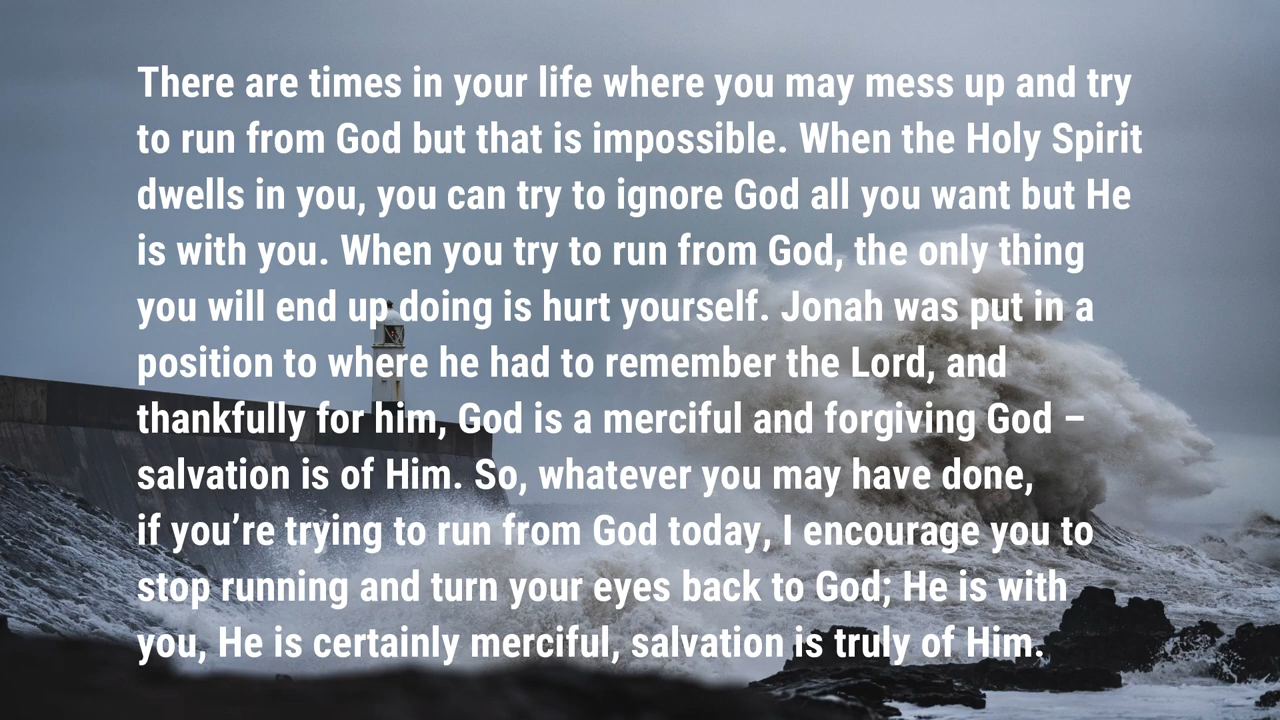 There are times in your life where you may mess up and try
to run from God but that is impossible. When the Holy Spirit
dwells in you, you can try to ignore God all you want but He
is with you. When you try to run from God, the only thing
you will end up doing is hurt yourself. Jonah was put in a
position to where he had to remember the Lord, and
thankfully for him, God is a merciful and forgiving God –
salvation is of Him. So, whatever you may have done,
if you’re trying to run from God today, I encourage you to
stop running and turn your eyes back to God; He is with
you, He is certainly merciful, salvation is truly of Him.